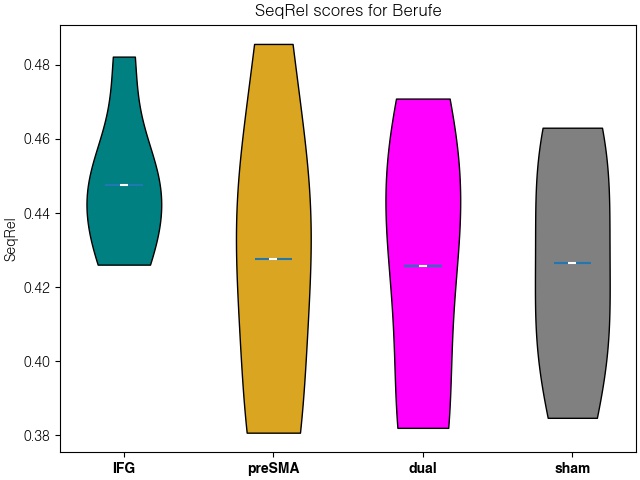 SeqRel scores for Berufe
SeqRel
0.48
0.46
0.44
0.42
0.40
0.38
IFG
preSMA
dual
sham